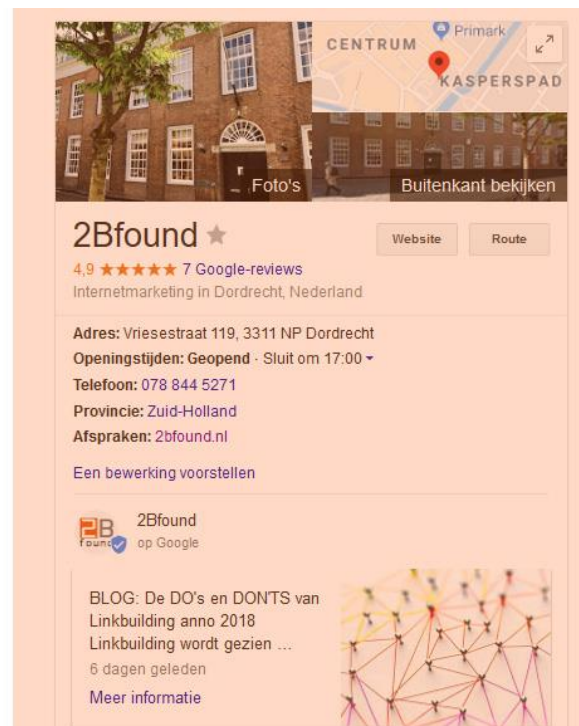 Primark
CENTRUM
KASPERSPAD
Foto's
Buitenkant bekijken
2Bfound
Website
Route
4,9 ★★★★★ 7 Google-reviews
Internetmarketing in Dordrecht, Nederland
Adres: Vriesestraat 119, 3311 NP Dordrecht
Openingstijden: Geopend · Sluit om 17:00
Telefoon: 078 844 5271
Provincie: Zuid-Holland
Afspraken: 2bfound.nl
Een bewerking voorstellen
2B
found
2Bfound
op Google
BLOG: De DO's en DON'TS van
Linkbuilding anno 2018
Linkbuilding wordt gezien ...
6 dagen geleden
Meer informatie